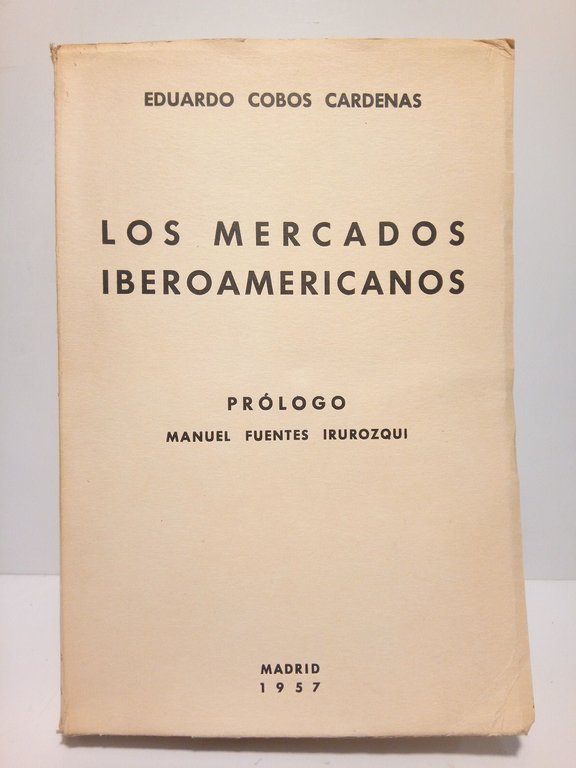 EDUARDO COBOS CARDENAS
LOS MERCADOS
IBEROAMERICANOS
PRÓLOGO
MANUEL FUENTES IRUROZQUI
MADRID
1957